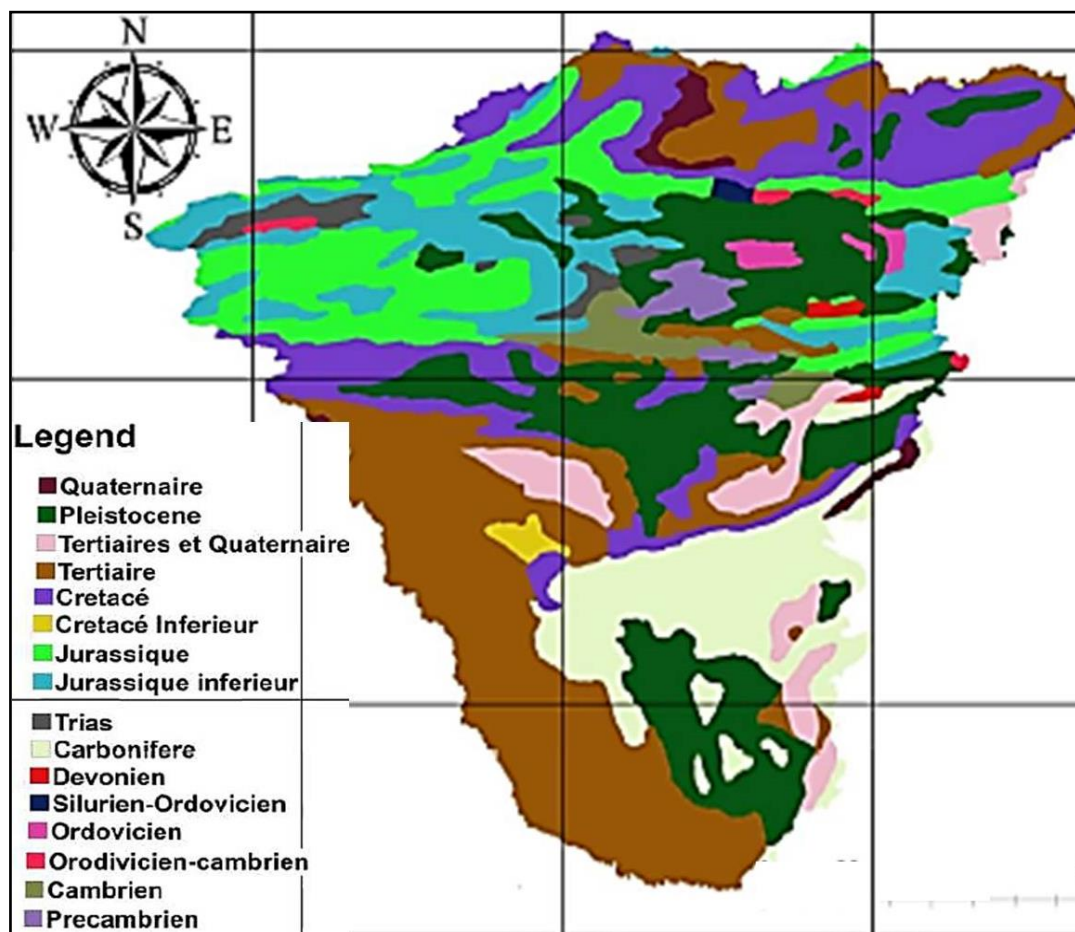 N
W E
S
Legend
Quaternaire
Pleistocene
Tertiaires et Quaternaire
Tertiaire
Cretacé
Cretacé Inferieur
Jurassique
Jurassique inferieur
Trias
Carbonifere
Devonien
Silurien-Ordovicien
Ordovicien
Orodivicien-cambrien
Cambrien
Precambrien